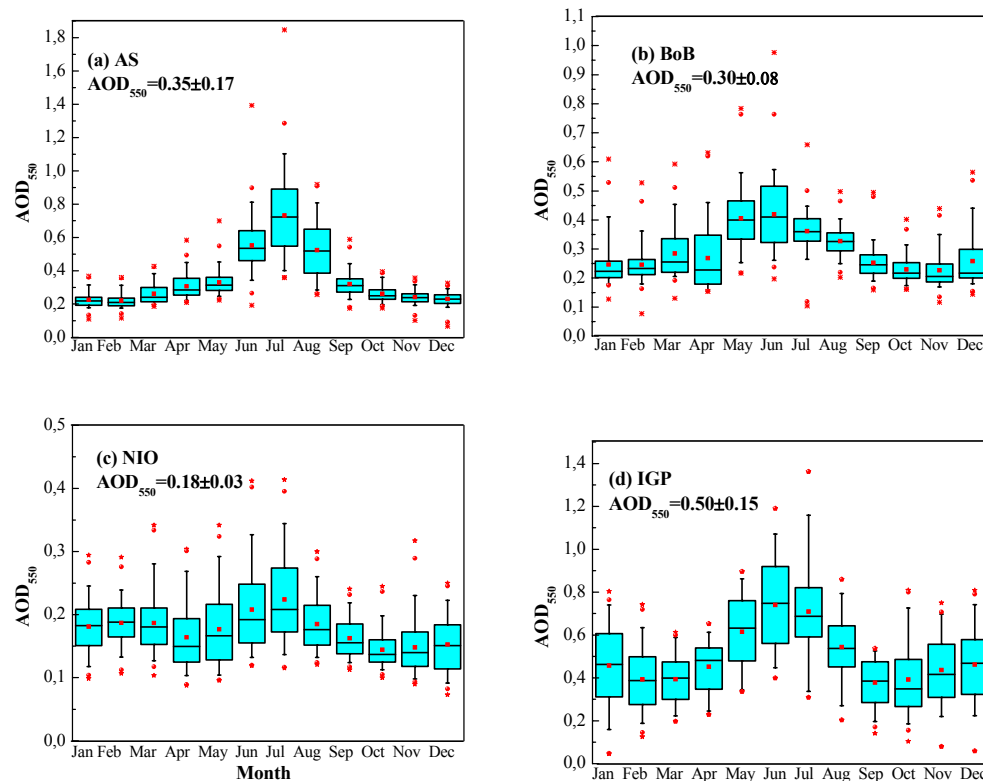 (a) AS
AOD550=0.35±0.17
AOD550
1,8
1,6
1,4
1,2
1,0
0,8
0,6
0,4
0,2
0,0
Jan Feb Mar Apr May Jun Jul Aug Sep Oct Nov Dec
(b) BoB
AOD550=0.30±0.08
AOD550
1,1
1,0
0,9
0,8
0,7
0,6
0,5
0,4
0,3
0,2
0,1
0,0
Jan Feb Mar Apr May Jun Jul Aug Sep Oct Nov Dec
(c) NIO
AOD550=0.18±0.03
AOD550
0,5
0,4
0,3
0,2
0,1
0,0
Jan Feb Mar Apr May Jun Jul Aug Sep Oct Nov Dec
Month
(d) IGP
AOD550=0.50±0.15
AOD550
1,4
1,2
1,0
0,8
0,6
0,4
0,2
0,0
Jan Feb Mar Apr May Jun Jul Aug Sep Oct Nov Dec